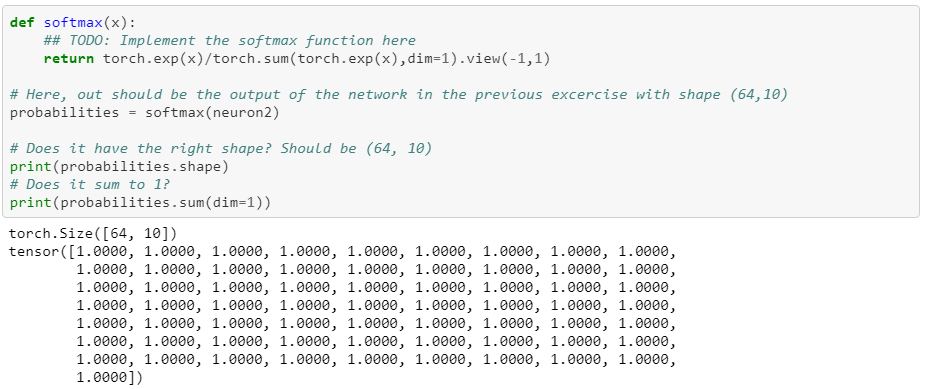 def softmax(x):
    ## TODO: Implement the softmax function here
    return torch.exp(x)/torch.sum(torch.exp(x),dim=1).view(-1,1)
# Here, out should be the output of the network in the previous excercise with shape (64,10)
probabilities = softmax(neuron2)
# Does it have the right shape? Should be (64, 10)
print(probabilities.shape)
# Does it sum to 1?
print(probabilities.sum(dim=1))
torch.Size([64, 10])
tensor([1.0000, 1.0000, 1.0000, 1.0000, 1.0000, 1.0000, 1.0000, 1.0000, 1.0000,
        1.0000, 1.0000, 1.0000, 1.0000, 1.0000, 1.0000, 1.0000, 1.0000, 1.0000,
        1.0000, 1.0000, 1.0000, 1.0000, 1.0000, 1.0000, 1.0000, 1.0000, 1.0000,
        1.0000, 1.0000, 1.0000, 1.0000, 1.0000, 1.0000, 1.0000, 1.0000, 1.0000,
        1.0000, 1.0000, 1.0000, 1.0000, 1.0000, 1.0000, 1.0000, 1.0000, 1.0000,
        1.0000, 1.0000, 1.0000, 1.0000, 1.0000, 1.0000, 1.0000, 1.0000, 1.0000,
        1.0000, 1.0000, 1.0000, 1.0000, 1.0000, 1.0000, 1.0000, 1.0000, 1.0000,
        1.0000])